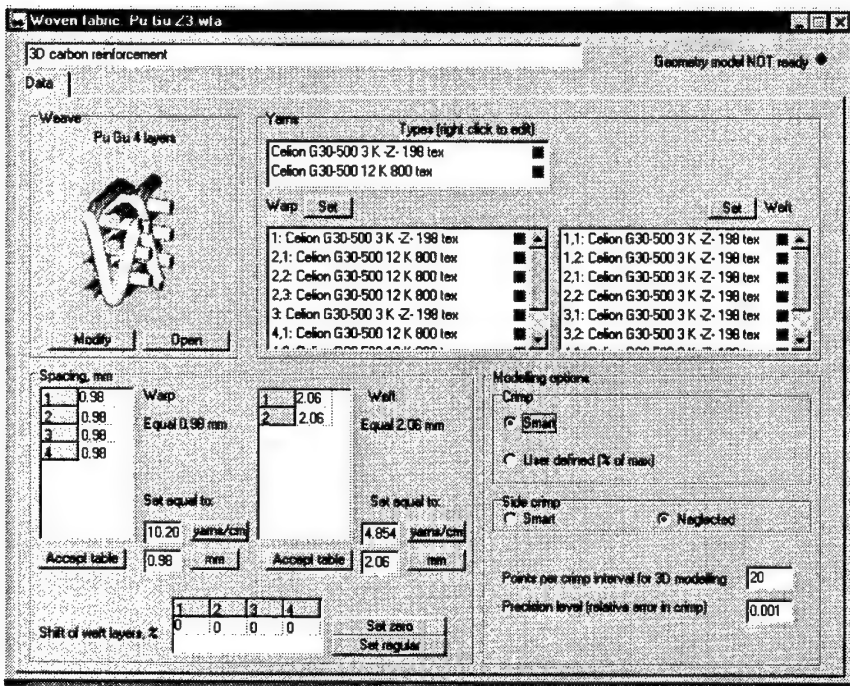 Woven fabric. Pu Gu Z3.wfa
3D carbon reinforcement
Geometry model NOT ready
Data
Weave
Pu Gu 4 layers
Modify
Open
Yarns
Types (right click to edit)
Celion G30-500 3 K -Z- 198 tex
Celion G30-500 12 K 800 tex
Warp Set
1: Celion G30-500 3 K -Z- 198 tex
2,1: Celion G30-500 12 K 800 tex
2,2: Celion G30-500 12 K 800 tex
2,3: Celion G30-500 12 K 800 tex
3: Celion G30-500 3 K -Z- 198 tex
4,1: Celion G30-500 12 K 800 tex
Set Weft
1,1: Celion G30-500 3 K -Z- 198 tex
1,2: Celion G30-500 3 K -Z- 198 tex
2,1: Celion G30-500 3 K -Z- 198 tex
2,2: Celion G30-500 3 K -Z- 198 tex
3,1: Celion G30-500 3 K -Z- 198 tex
3,2: Celion G30-500 3 K -Z- 198 tex
Spacing, mm
1 0.98
2 0.98
3 0.98
4 0.98
Warp
Equal 0,98 mm
Set equal to:
10.20 yarns/cm
Accept table 0.98 mm
1 2.06
2 2.06
Weft
Equal 2.06 mm
Set equal to:
4.854 yarns/cm
Accept table 2.06 mm
1 2 3 4
Shift of weft layers, % 0 0 0 0
Set zero
Set regular
Modelling options
Crimp
Smart
User defined (% of max)
Side crimp
Smart Neglected
Points per crimp interval for 3D modelling 20
Precision level (relative error in crimp) 0.001